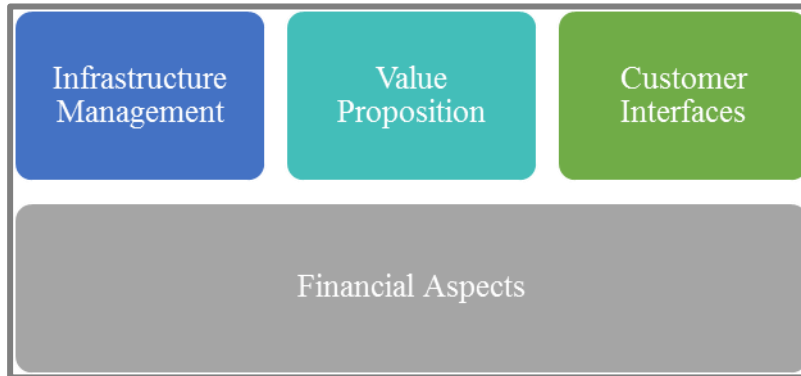 Infrastructure
Management
Value
Proposition
Customer
Interfaces
Financial Aspects